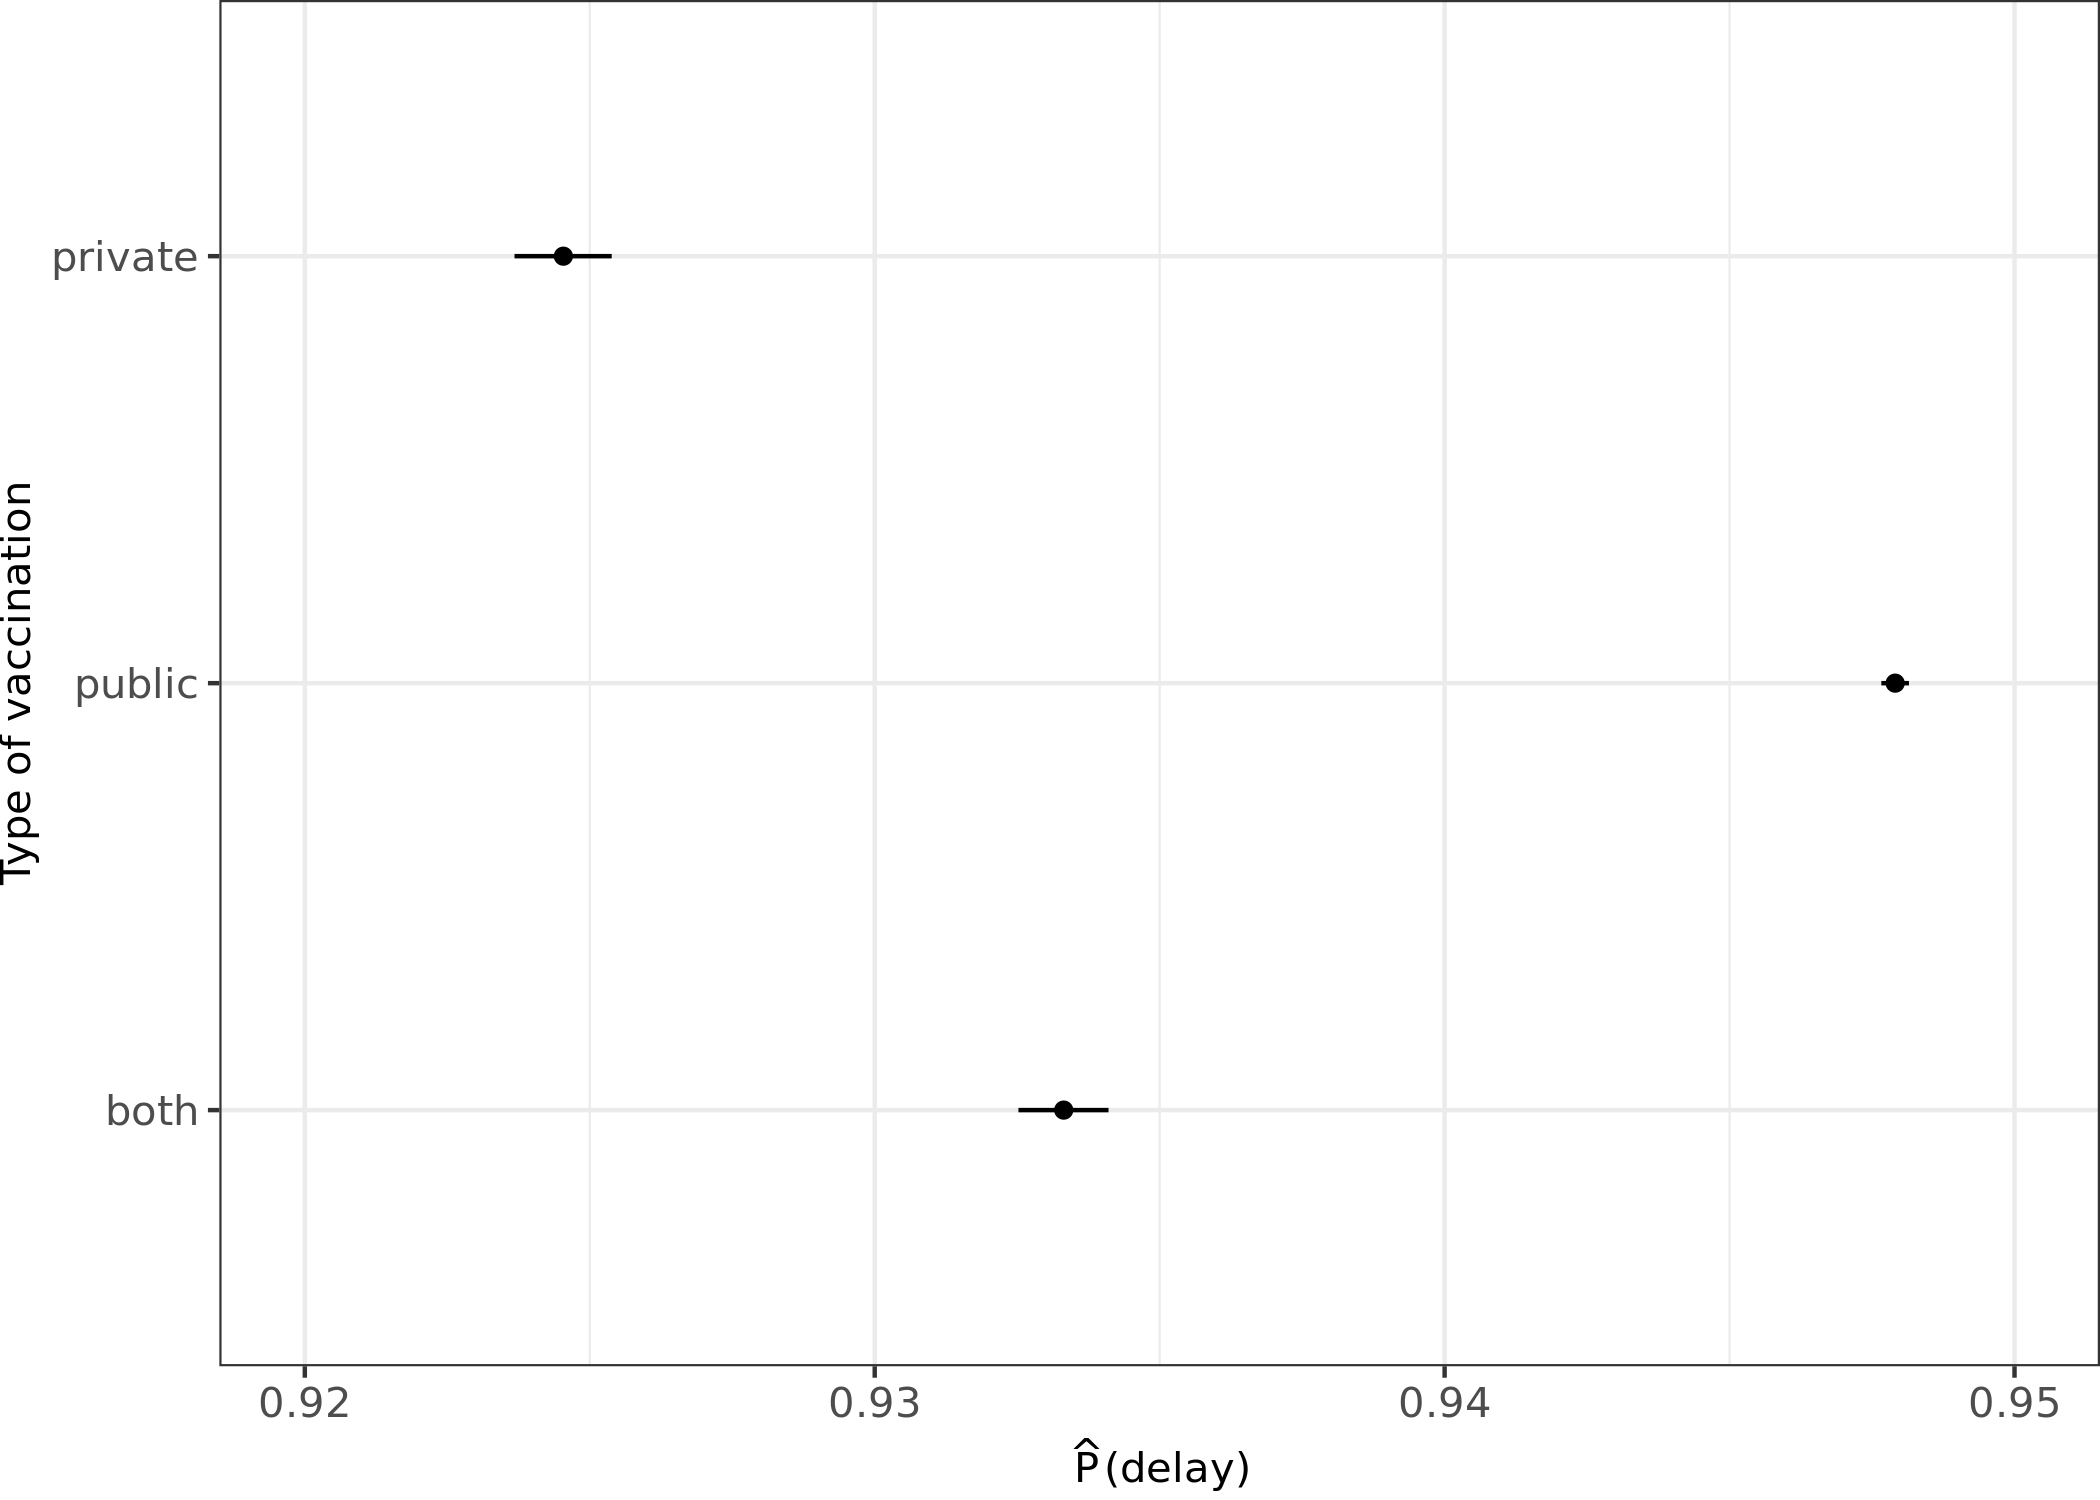 Type of vaccination
private
public
both
0.92 0.93 0.94 0.95
P̂(delay)